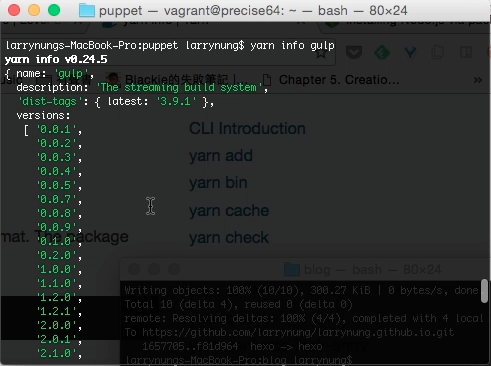 puppet — vagrant@precise64: ~ — bash — 80×24
larrynungs-MacBook-Pro:puppet larrynung$ yarn info gulp
yarn info v0.24.5
{ name: 'gulp',
description: 'The streaming build system',
'dist-tags': { latest: '3.9.1' },
versions:
[ '0.0.1',
'0.0.2',
'0.0.3',
'0.0.4',
'0.0.5',
'0.0.7',
'0.0.8',
'0.0.9',
'0.1.0',
'0.2.0',
'1.0.0',
'1.1.0',
'1.2.0',
'1.2.1',
'2.0.0',
'2.0.1',
'2.1.0',
Blackie的失敗筆記
Chapter 5. Creatio...
CLI Introduction
yarn add
yarn bin
yarn cache
yarn check
mat. The package
blog — bash — 80×24
Writing objects: 100% (10/10), 300.27 KiB | 0 bytes/s, done
Total 10 (delta 4), reused 0 (delta 0)
remote: Resolving deltas: 100% (4/4), completed with 4 local
To https://github.com/larrynung/larrynung.github.io.git
1657705..f81d964 hexo -> hexo
larrynungs-MacBook-Pro:blog larrynung$